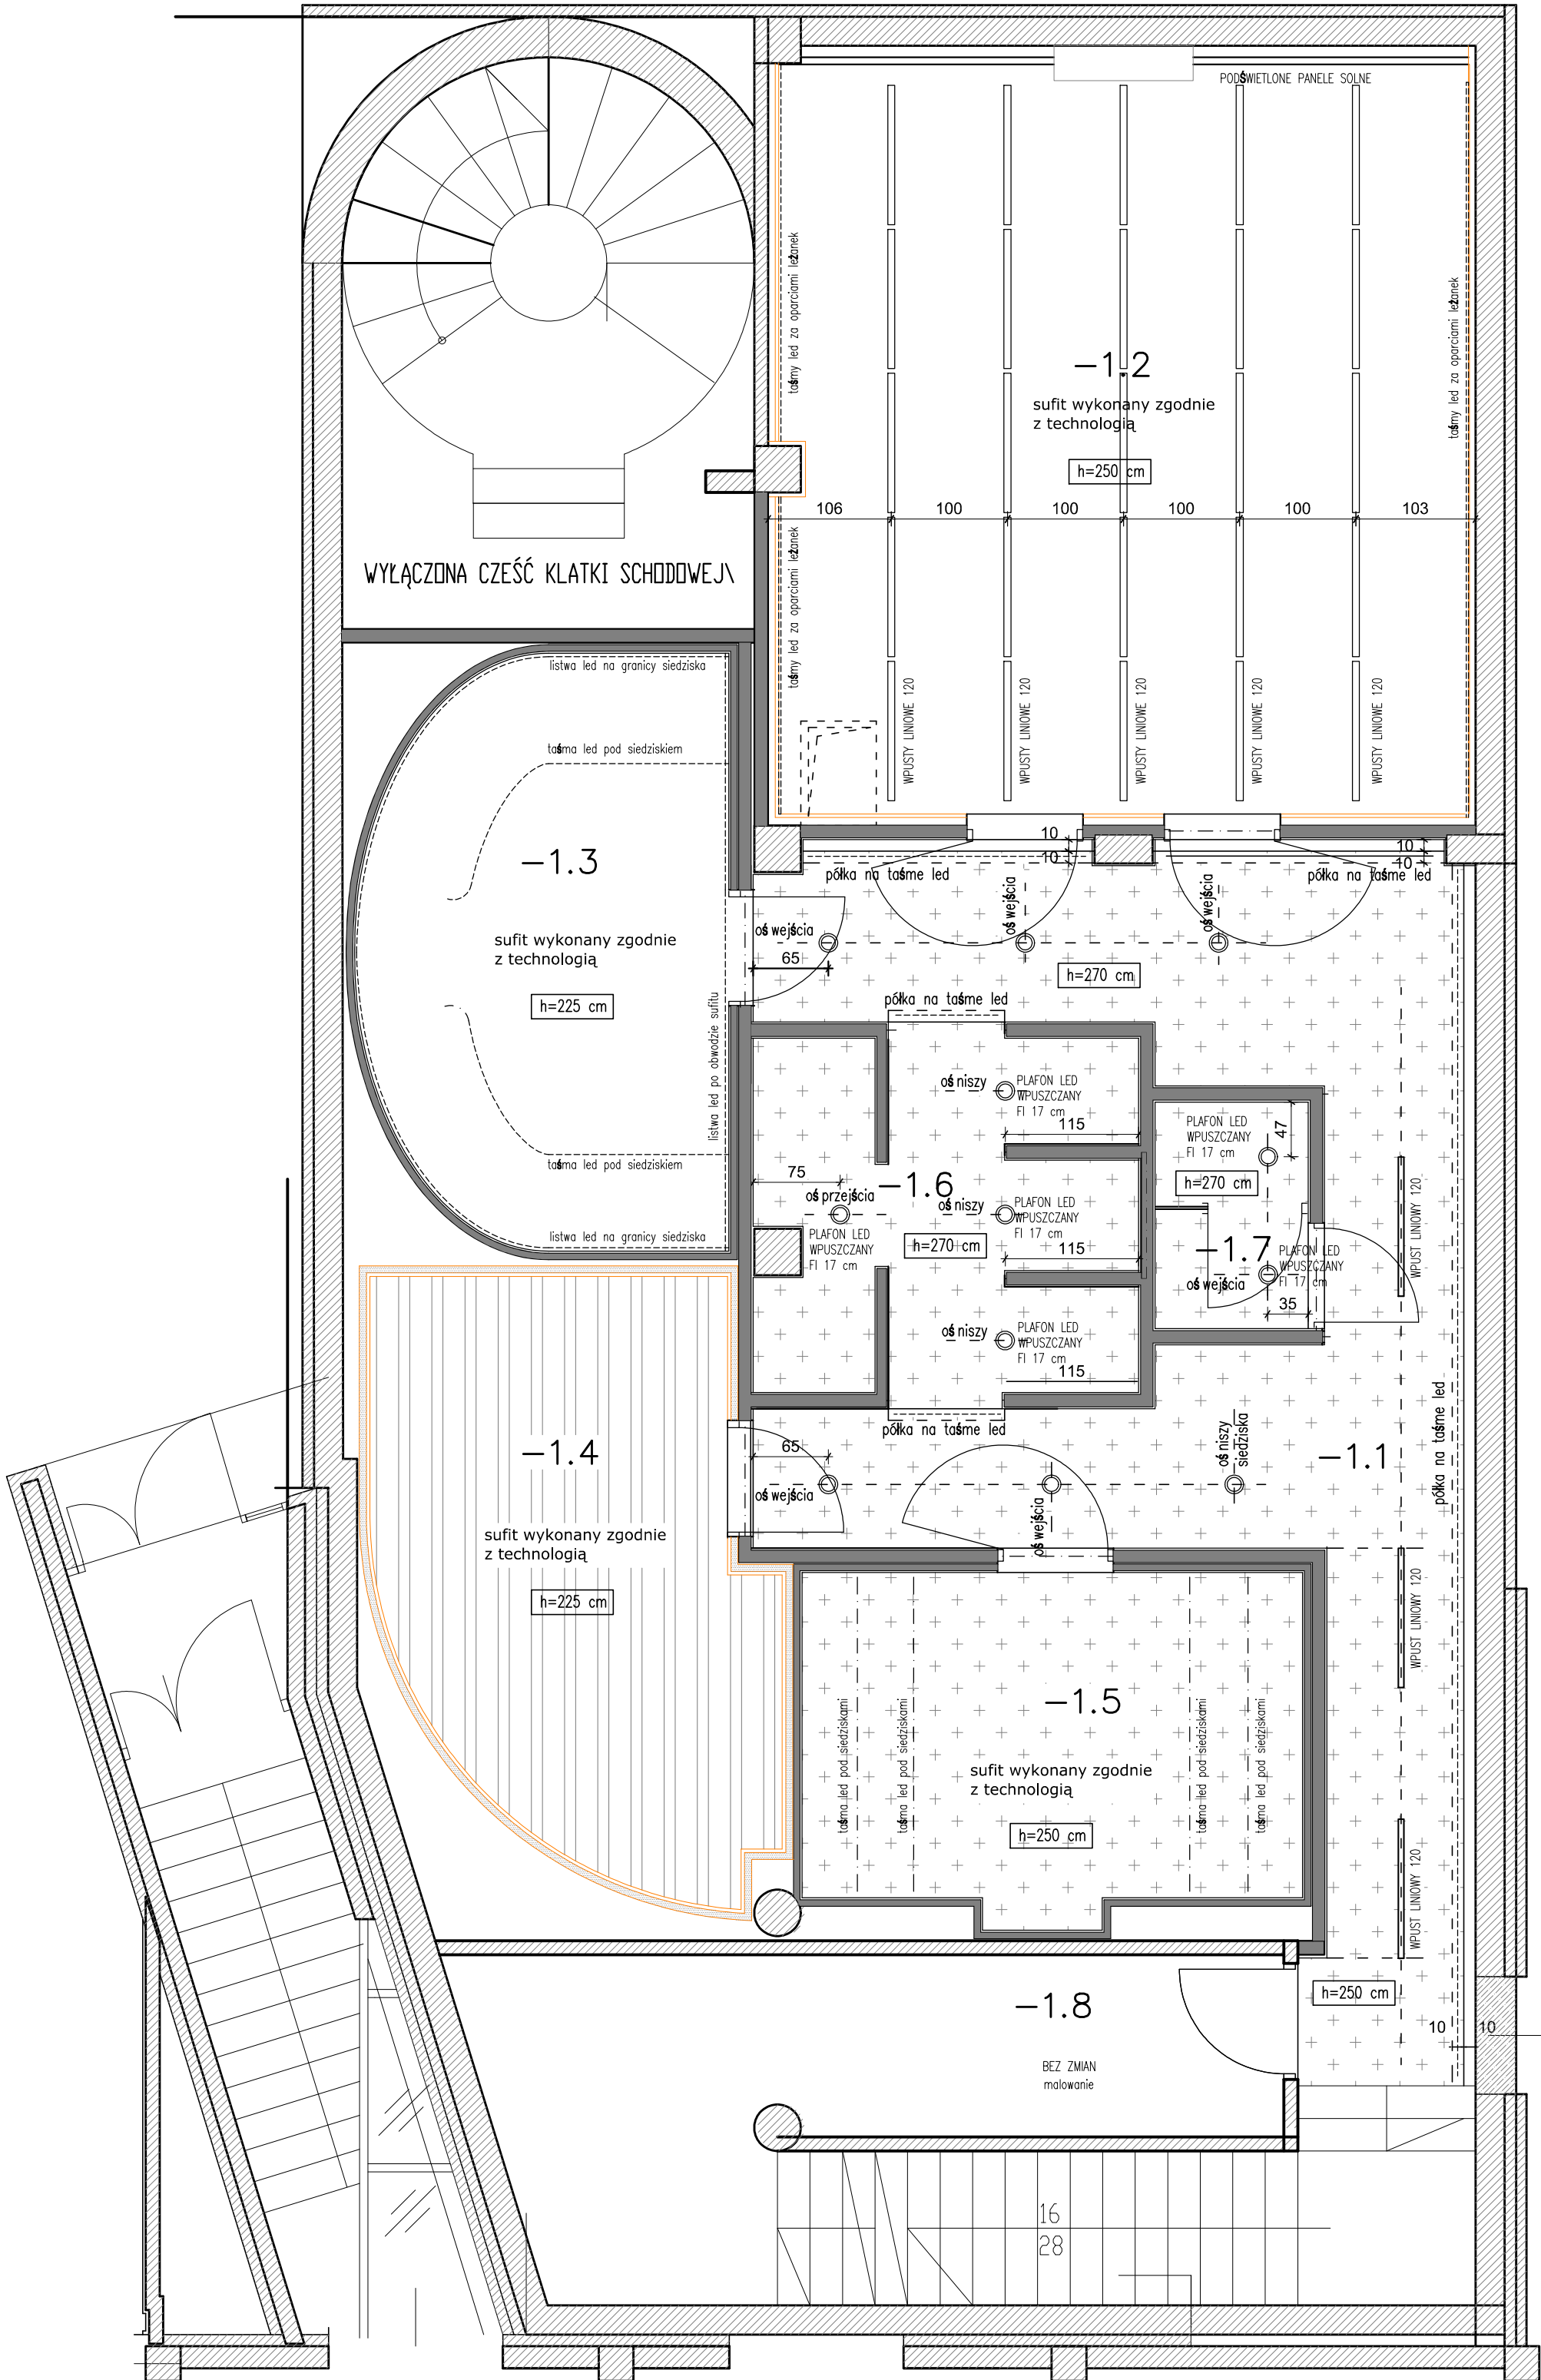 PODŚWIETLONE PANELE SOLNE
taśmy led za oparciami leżanek
taśmy led za oparciami leżanek
-1.2
sufit wykonany zgodnie
z technologią
h=250 cm
106
100
100
100
100
103
WYŁĄCZONA CZEŚĆ KLATKI SCHODOWEJ\
taśmy led za oparciami leżanek
WPUSTY LINIOWE 120
WPUSTY LINIOWE 120
WPUSTY LINIOWE 120
WPUSTY LINIOWE 120
WPUSTY LINIOWE 120
listwa led na granicy siedziska
taśma led pod siedziskiem
-1.3
sufit wykonany zgodnie
z technologią
h=225 cm
listwa led po obwodzie sufitu
taśma led pod siedziskiem
listwa led na granicy siedziska
10
10
10
10
półka na taśme led
półka na taśme led
oś wejścia
oś wejścia
oś wejścia
65
h=270 cm
półka na taśme led
oś niszy
PLAFON LED
WPUSZCZANY
FI 17 cm
115
PLAFON LED
WPUSZCZANY
FI 17 cm
47
75
-1.6
h=270 cm
oś przejścia
oś niszy
PLAFON LED
WPUSZCZANY
FI 17 cm
PLAFON LED
WPUSZCZANY
FI 17 cm
h=270 cm
115
-1.7
PLAFON LED
WPUSZCZANY
FI 17 cm
oś wejścia
35
WPUST LINIOWY 120
oś niszy
PLAFON LED
WPUSZCZANY
FI 17 cm
115
półka na taśme led
półka na taśme led
-1.4
65
oś wejścia
oś niszy
siedziska
-1.1
oś wejścia
sufit wykonany zgodnie
z technologią
h=225 cm
WPUST LINIOWY 120
-1.5
taśma led pod siedziskami
taśma led pod siedziskami
taśma led pod siedziskami
taśma led pod siedziskami
sufit wykonany zgodnie
z technologią
h=250 cm
WPUST LINIOWY 120
-1.8
h=250 cm
10
10
BEZ ZMIAN
malowanie
16
28